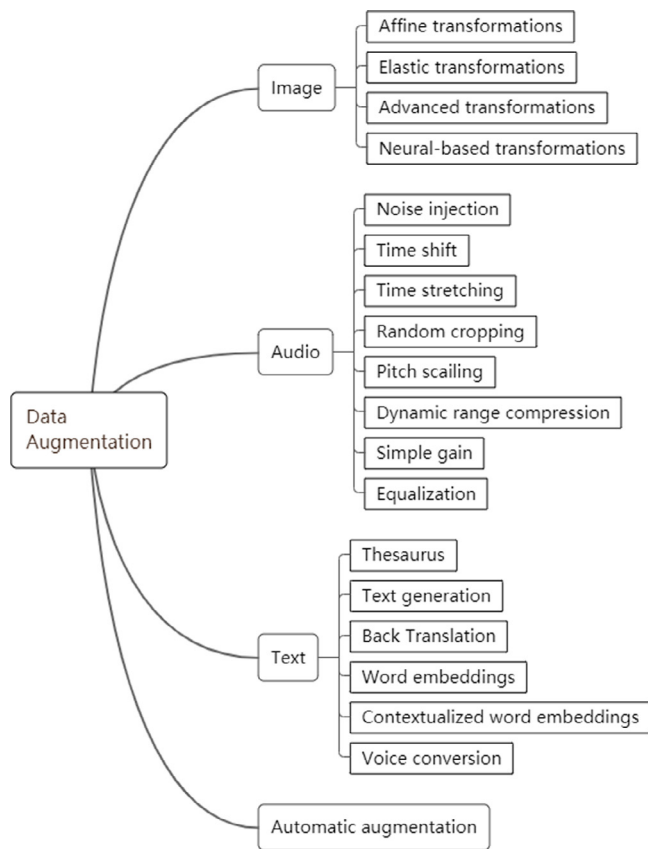 Data
Augmentation
Image
Affine transformations
Elastic transformations
Advanced transformations
Neural-based transformations
Audio
Noise injection
Time shift
Time stretching
Random cropping
Pitch scailing
Dynamic range compression
Simple gain
Equalization
Text
Thesaurus
Text generation
Back Translation
Word embeddings
Contextualized word embeddings
Voice conversion
Automatic augmentation